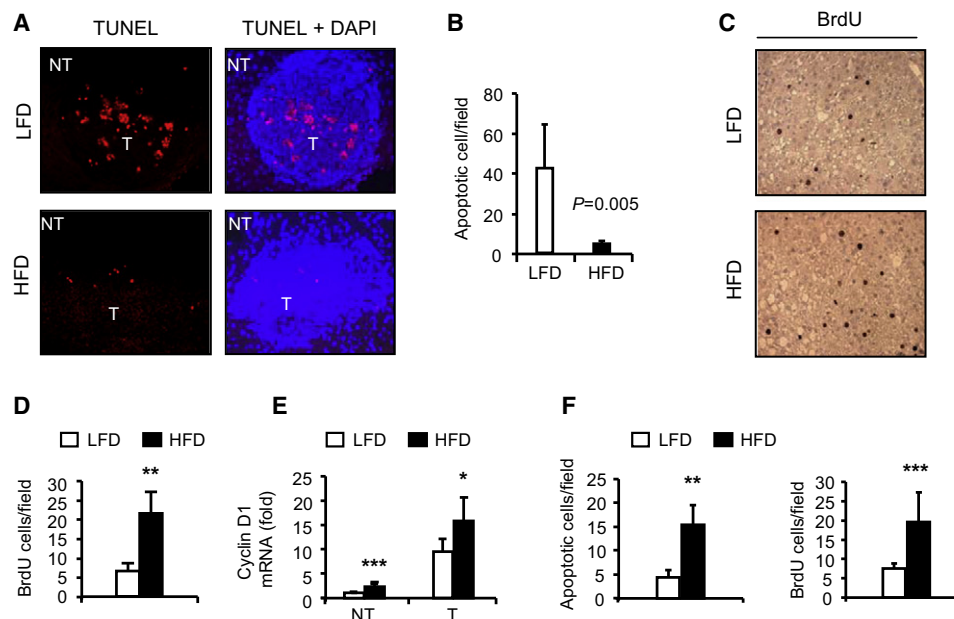 A
TUNEL
TUNEL + DAPI
LFD
NT
T
NT
T
HFD
NT
T
NT
T
B
Apoptotic cell/field
80
60
40
20
0
P=0.005
LFD
HFD
C
BrdU
LFD
HFD
D
LFD
HFD
BrdU cells/field
30
25
20
15
10
5
0
**
E
LFD
HFD
Cyclin D1
mRNA (fold)
25
20
15
10
5
0
***
*
NT
T
F
LFD
HFD
Apoptotic cells/field
25
20
15
10
5
0
**
BrdU cells/field
30
25
20
15
10
5
0
***